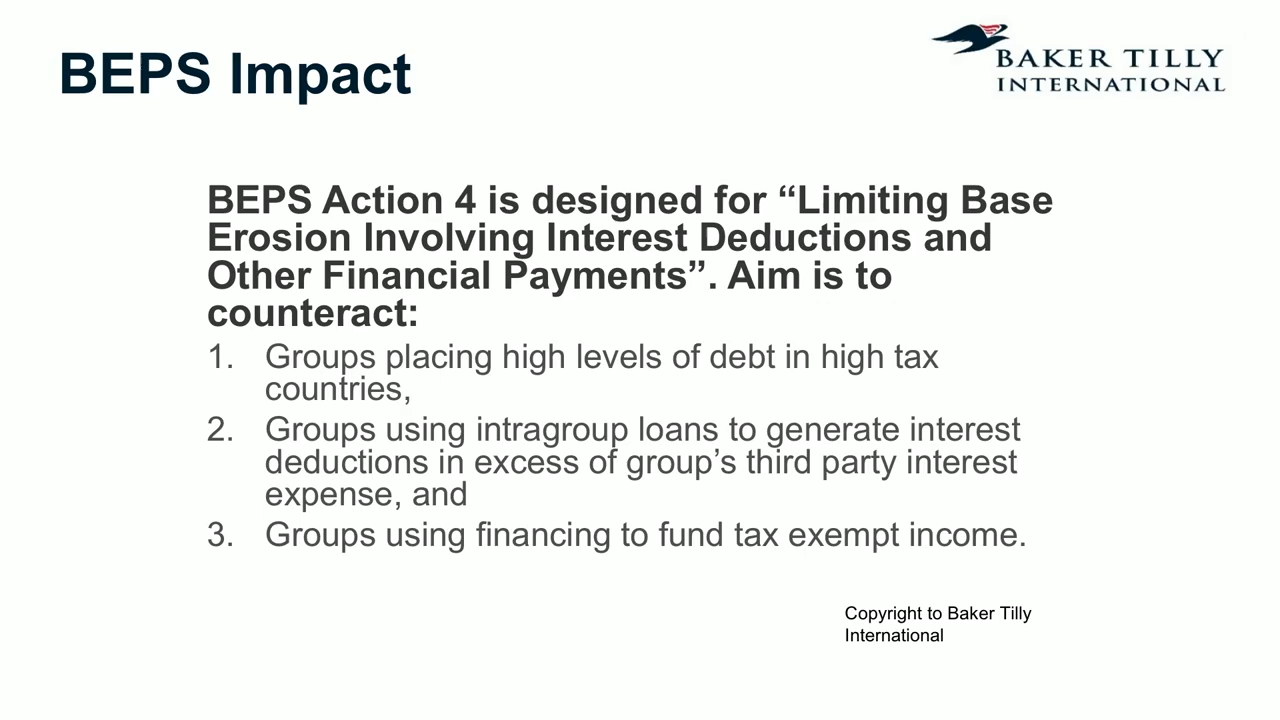 BEPS Impact
BAKER TILLY
INTERNATIONAL
BEPS Action 4 is designed for “Limiting Base
Erosion Involving Interest Deductions and
Other Financial Payments”. Aim is to
counteract:
1. Groups placing high levels of debt in high tax
countries,
2. Groups using intragroup loans to generate interest
deductions in excess of group’s third party interest
expense, and
3. Groups using financing to fund tax exempt income.
Copyright to Baker Tilly
International